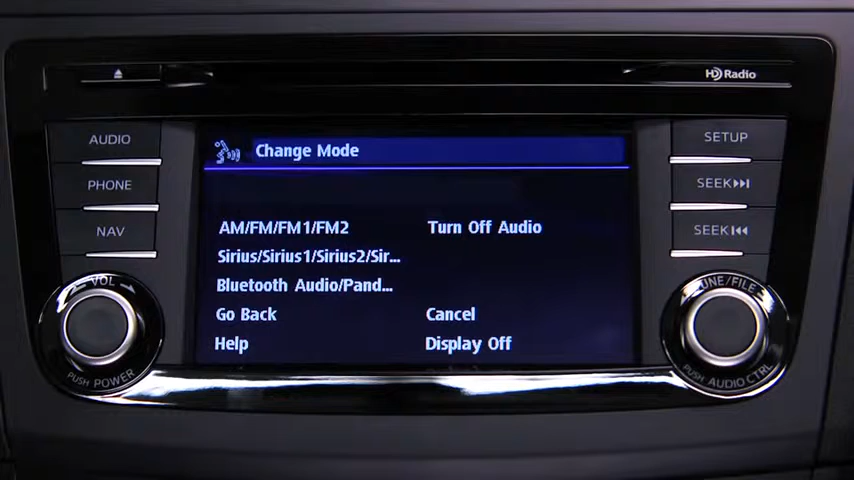 HD Radio
AUDIO
PHONE
NAV
VOL
PUSH POWER
Change Mode
AM/FM/FM1/FM2
Turn Off Audio
Sirius/Sirius1/Sirius2/Sir...
Bluetooth Audio/Pand...
Go Back
Cancel
Help
Display Off
SETUP
SEEK
SEEK
TUNE/FILE
PUSH AUDIO CTRL